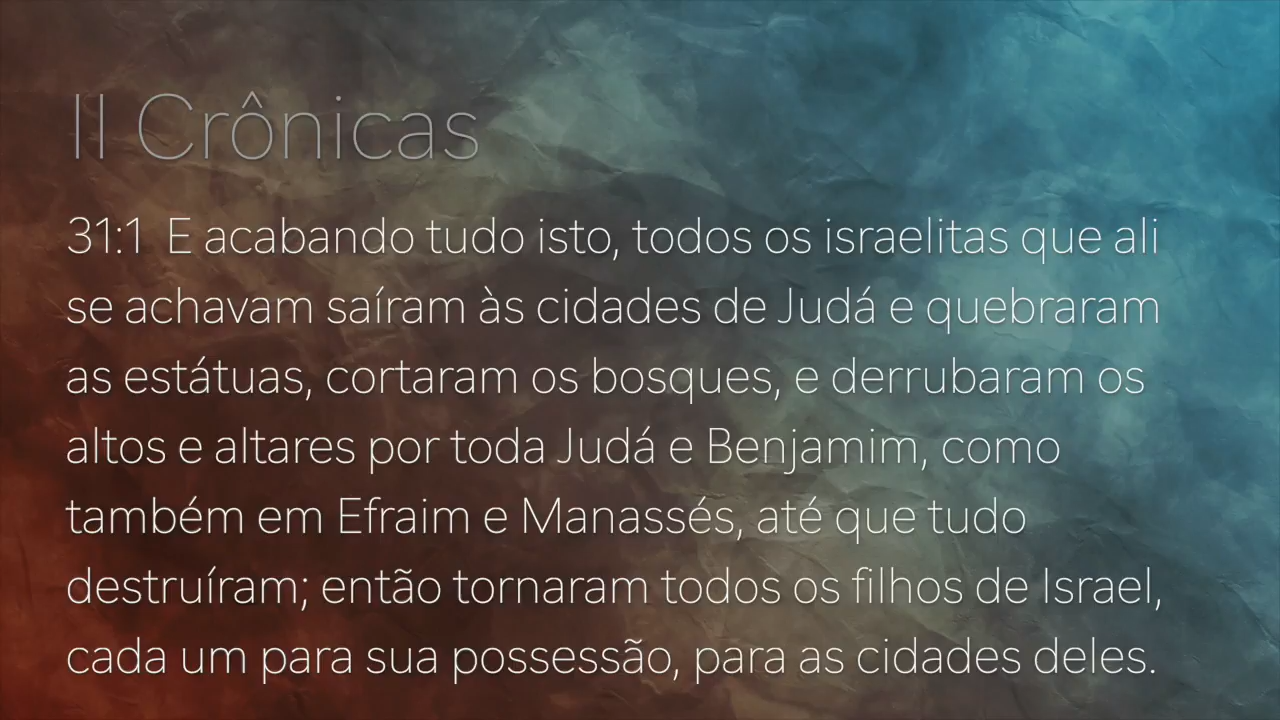 II Crônicas
31:1 E acabando tudo isto, todos os israelitas que ali
se achavam saíram às cidades de Judá e quebraram
as estátuas, cortaram os bosques, e derrubaram os
altos e altares por toda Judá e Benjamim, como
também em Efraim e Manassés, até que tudo
destruíram; então tornaram todos os filhos de Israel,
cada um para sua possessão, para as cidades deles.